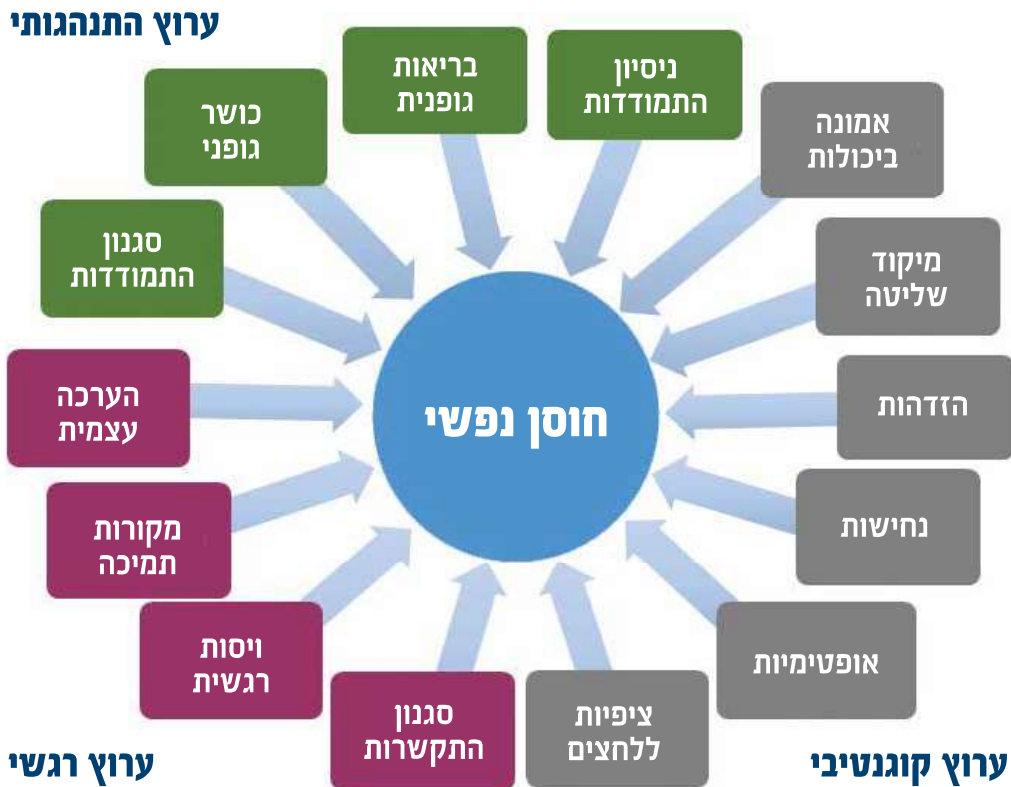 ערוץ התנהגותי
ניסיון
התמודדות
בריאות
גופנית
כושר
גופני
סגנון
התמודדות
אמונה
ביכולות
מיקוד
שליטה
הזדהות
נחישות
אופטימיות
ציפיות
ללחצים
הערכה
עצמית
מקורות
תמיכה
ויסות
רגשית
סגנון
התקשרות
חוסן נפשי
ערוץ קוגנטיבי
ערוץ רגשי